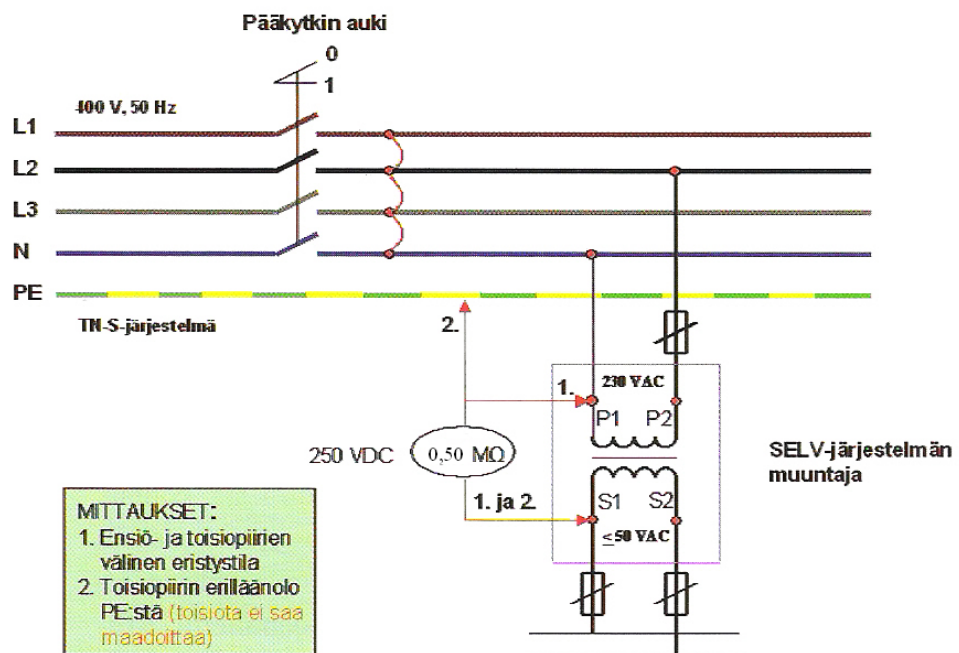 Pääkytkin auki
0
1
400 V, 50 Hz
L1
L2
L3
N
PE
TN-S-järjestelmä
2.
1.
230 VAC
P1 P2
250 VDC
0,50 MΩ
SELV-järjestelmän
muuntaja
1. ja 2.
S1 S2
≤50 VAC
MITTAUKSET:
1. Ensiö- ja toisiopiirien
välinen eristystila
2. Toisiopiirin erilläänolo
PE:stä (toisiota ei saa
maadoittaa)